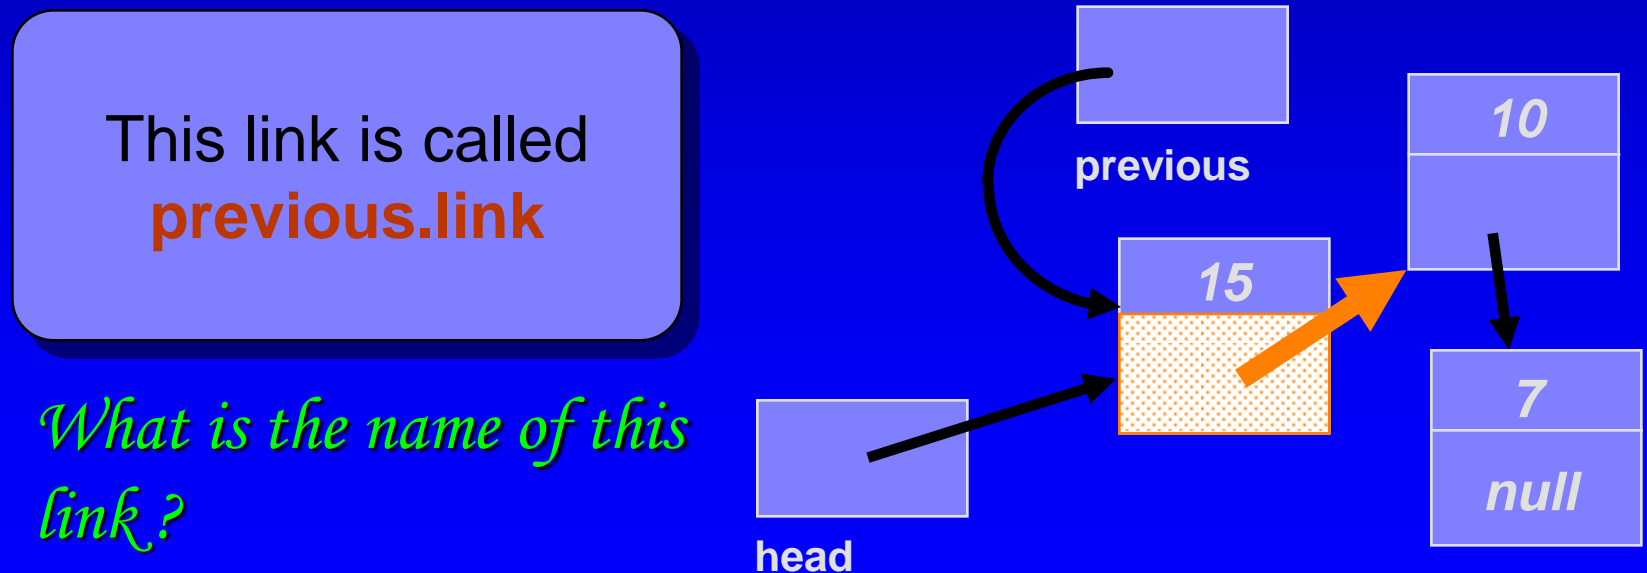 This link is called
previous.link
What is the name of this
link ?
previous
10
15
7
null
head